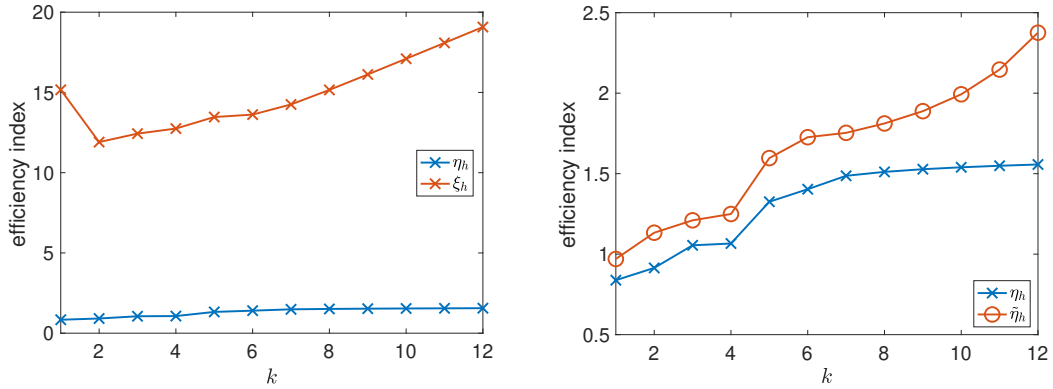 20
15
10
5
0
efficiency index
2 4 6 8 10 12
k
η_h
ξ_h
2.5
2
1.5
1
0.5
efficiency index
2 4 6 8 10 12
k
η_h
η̃_h